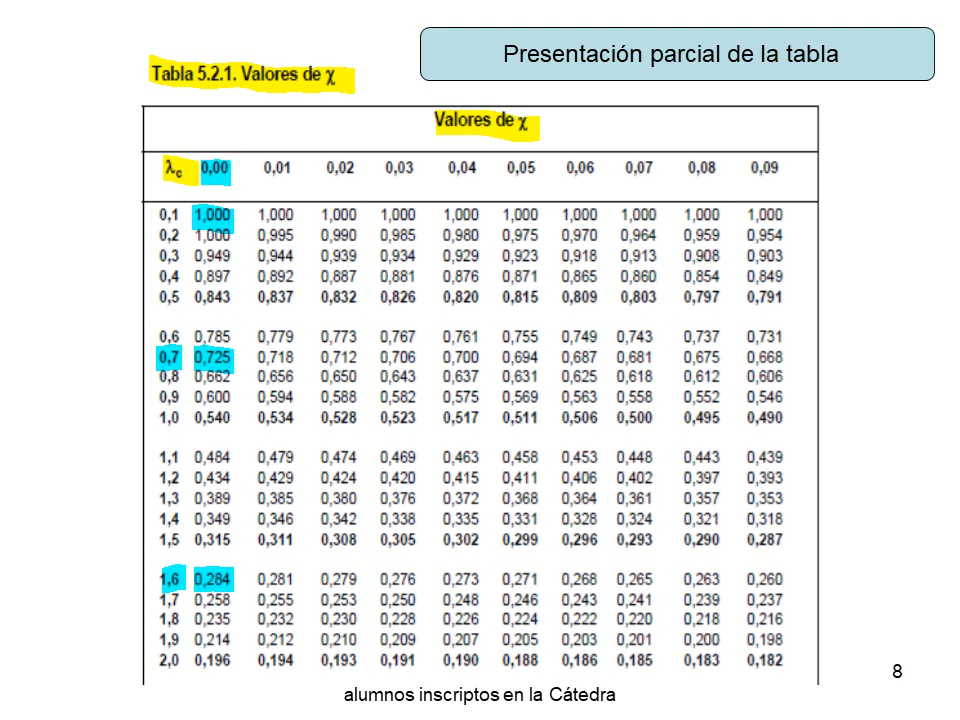 Presentación parcial de la tabla
Tabla 5.2.1. Valores de χ
Valores de χ
λc 0,00 0,01 0,02 0,03 0,04 0,05 0,06 0,07 0,08 0,09
0,1 1,000 1,000 1,000 1,000 1,000 1,000 1,000 1,000 1,000 1,000
0,2 1,000 0,995 0,990 0,985 0,980 0,975 0,970 0,964 0,959 0,954
0,3 0,949 0,944 0,939 0,934 0,929 0,923 0,918 0,913 0,908 0,903
0,4 0,897 0,892 0,887 0,881 0,876 0,871 0,865 0,860 0,854 0,849
0,5 0,843 0,837 0,832 0,826 0,820 0,815 0,809 0,803 0,797 0,791
0,6 0,785 0,779 0,773 0,767 0,761 0,755 0,749 0,743 0,737 0,731
0,7 0,725 0,718 0,712 0,706 0,700 0,694 0,687 0,681 0,675 0,668
0,8 0,662 0,656 0,650 0,643 0,637 0,631 0,625 0,618 0,612 0,606
0,9 0,600 0,594 0,588 0,582 0,575 0,569 0,563 0,558 0,552 0,546
1,0 0,540 0,534 0,528 0,523 0,517 0,511 0,506 0,500 0,495 0,490
1,1 0,484 0,479 0,474 0,469 0,463 0,458 0,453 0,448 0,443 0,439
1,2 0,434 0,429 0,424 0,420 0,415 0,411 0,406 0,402 0,397 0,393
1,3 0,389 0,385 0,380 0,376 0,372 0,368 0,364 0,361 0,357 0,353
1,4 0,349 0,346 0,342 0,338 0,335 0,331 0,328 0,324 0,321 0,318
1,5 0,315 0,311 0,308 0,305 0,302 0,299 0,296 0,293 0,290 0,287
1,6 0,284 0,281 0,279 0,276 0,273 0,271 0,268 0,265 0,263 0,260
1,7 0,258 0,255 0,253 0,250 0,248 0,246 0,243 0,241 0,239 0,237
1,8 0,235 0,232 0,230 0,228 0,226 0,224 0,222 0,220 0,218 0,216
1,9 0,214 0,212 0,210 0,209 0,207 0,205 0,203 0,201 0,200 0,198
2,0 0,196 0,194 0,193 0,191 0,190 0,188 0,186 0,185 0,183 0,182
8
alumnos inscriptos en la Cátedra